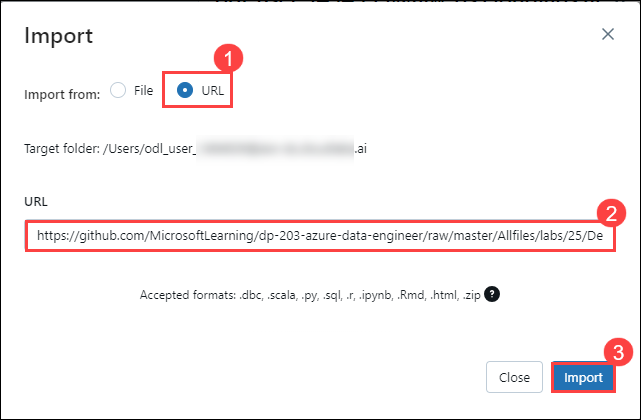 Import
1
Import from: File URL
Target folder: /Users/odl_user_ .ai
URL
2
https://github.com/MicrosoftLearning/dp-203-azure-data-engineer/raw/master/Allfiles/labs/25/De
Accepted formats: .dbc, .scala, .py, .sql, .r, .ipynb, .Rmd, .html, .zip ?
3
Close Import